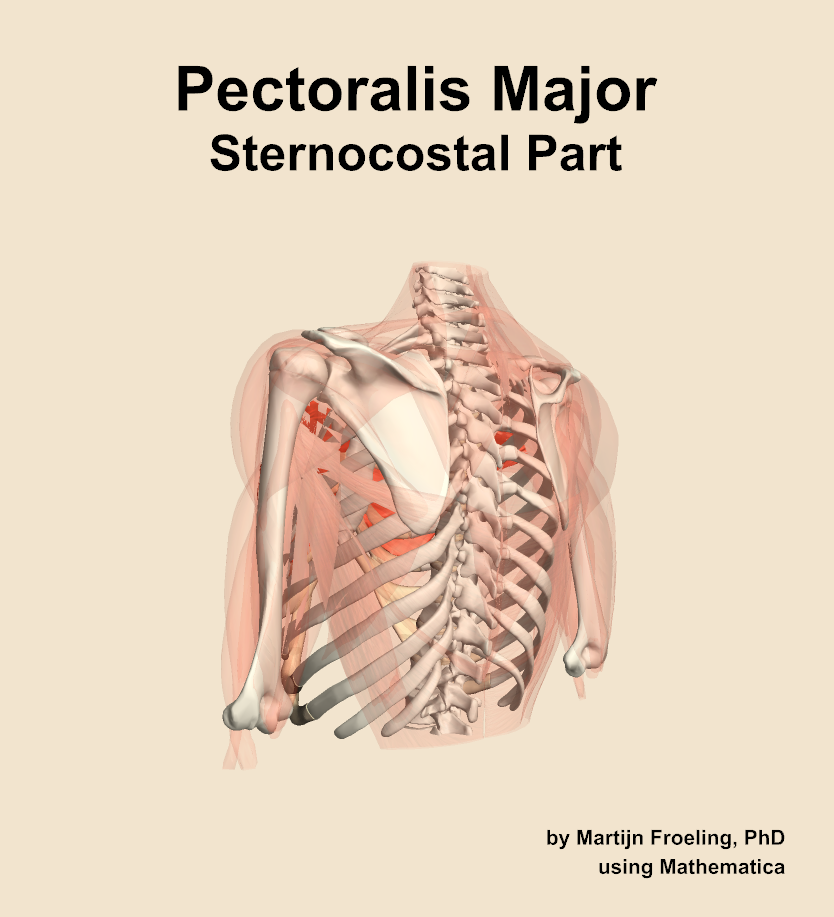 Pectoralis Major
Sternocostal Part
by Martijn Froeling, PhD
using Mathematica